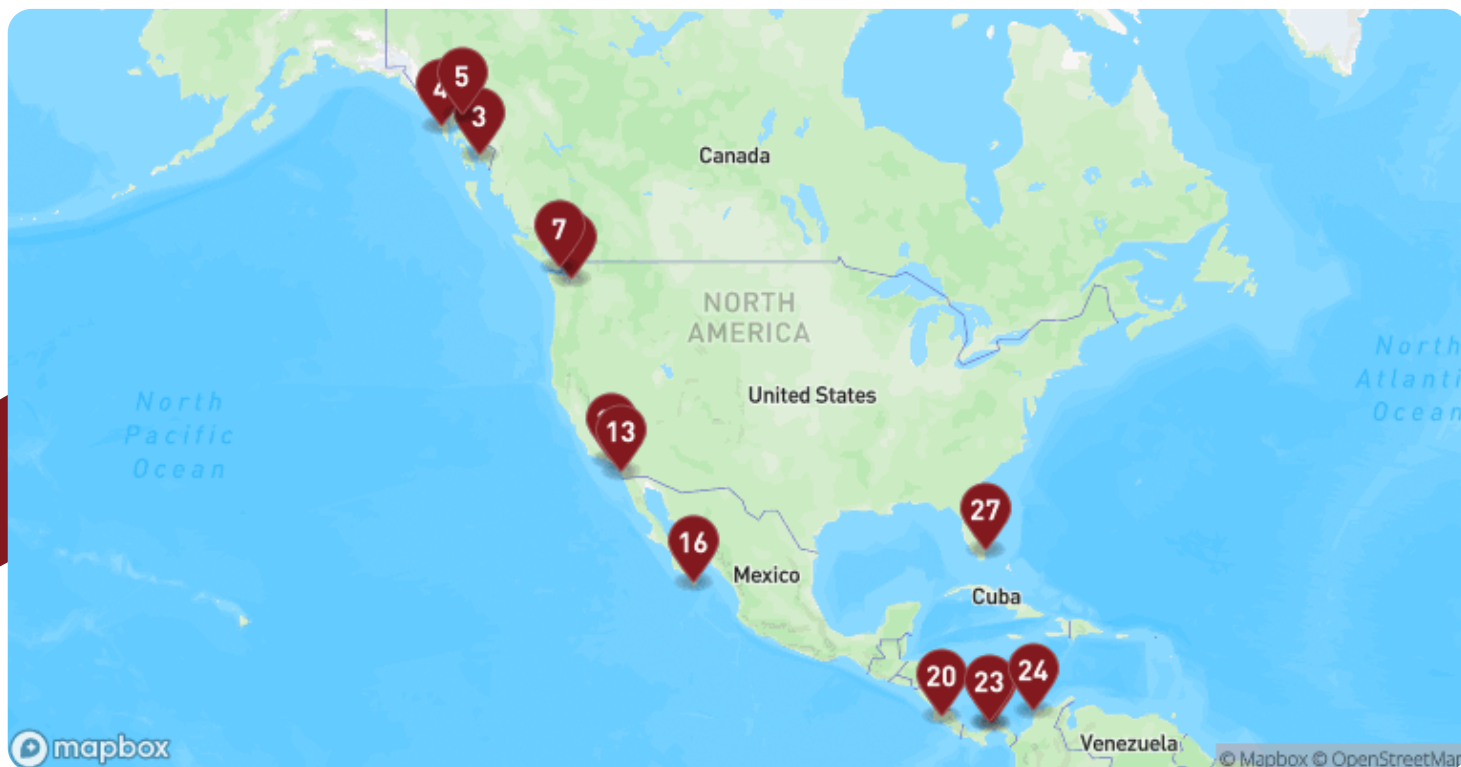 5
4
3
Canada
7
NORTH
AMERICA
North
Atlanti
Ocean
United States
North
Pacific
Ocean
13
27
16
Mexico
Cuba
20
23
24
Venezuela
mapbox
© Mapbox © OpenStreetMap